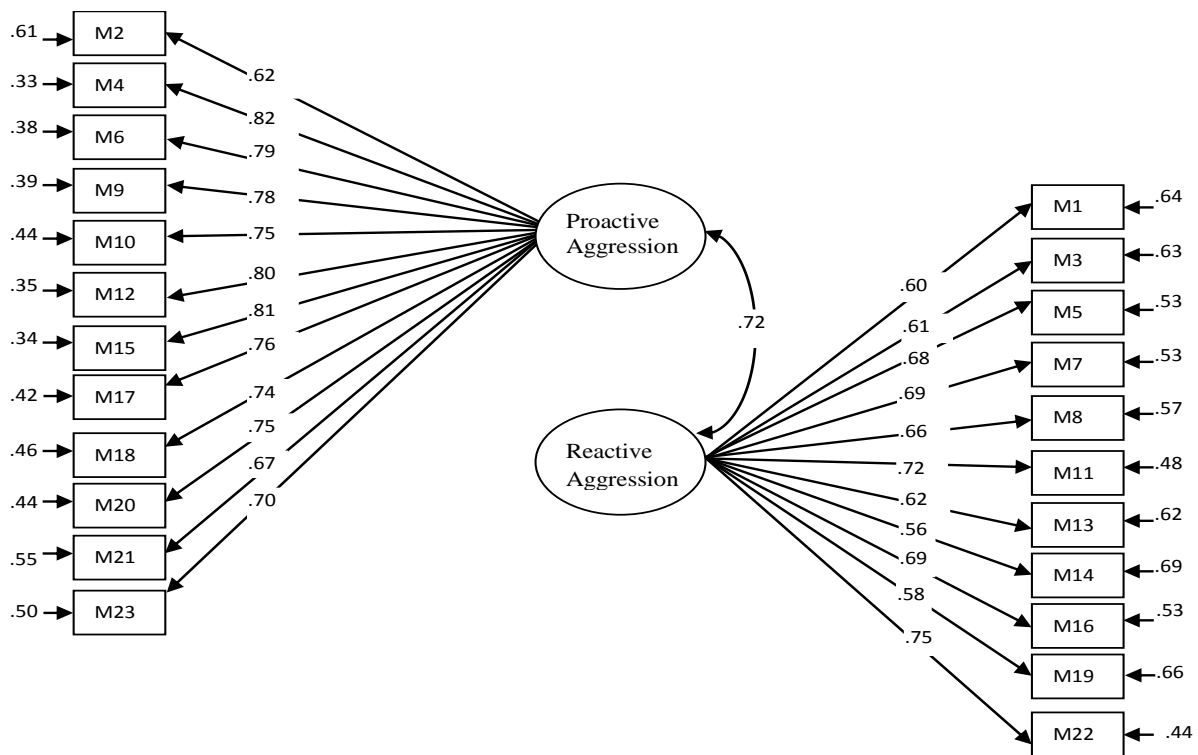 .61
M2
.62
.33
M4
.82
.38
M6
.79
.39
M9
.78
.44
M10
.75
.35
M12
.80
.34
M15
.81
.42
M17
.76
.46
M18
.74
.44
M20
.75
.55
M21
.67
.50
M23
.70
Proactive
Aggression
.72
Reactive
Aggression
.60
M1
.64
.61
M3
.63
.68
M5
.53
.69
M7
.53
.66
M8
.57
.72
M11
.48
.62
M13
.62
.56
M14
.69
.69
M16
.53
.58
M19
.66
.75
M22
.44